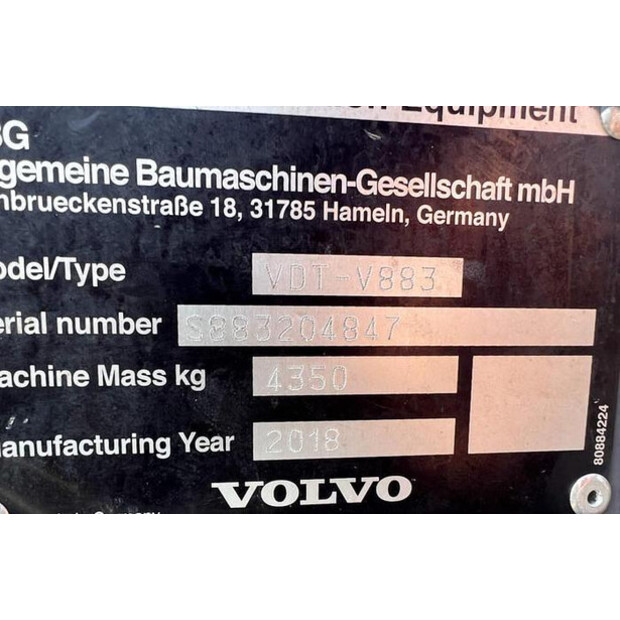 Equipment
BG
gemeine Baumaschinen-Gesellschaft mbH
nbrueckenstraße 18, 31785 Hameln, Germany
odel/Type VDT-V883
erial number S883204847
achine Mass kg 4350
anufacturing Year 2018
80884224
VOLVO